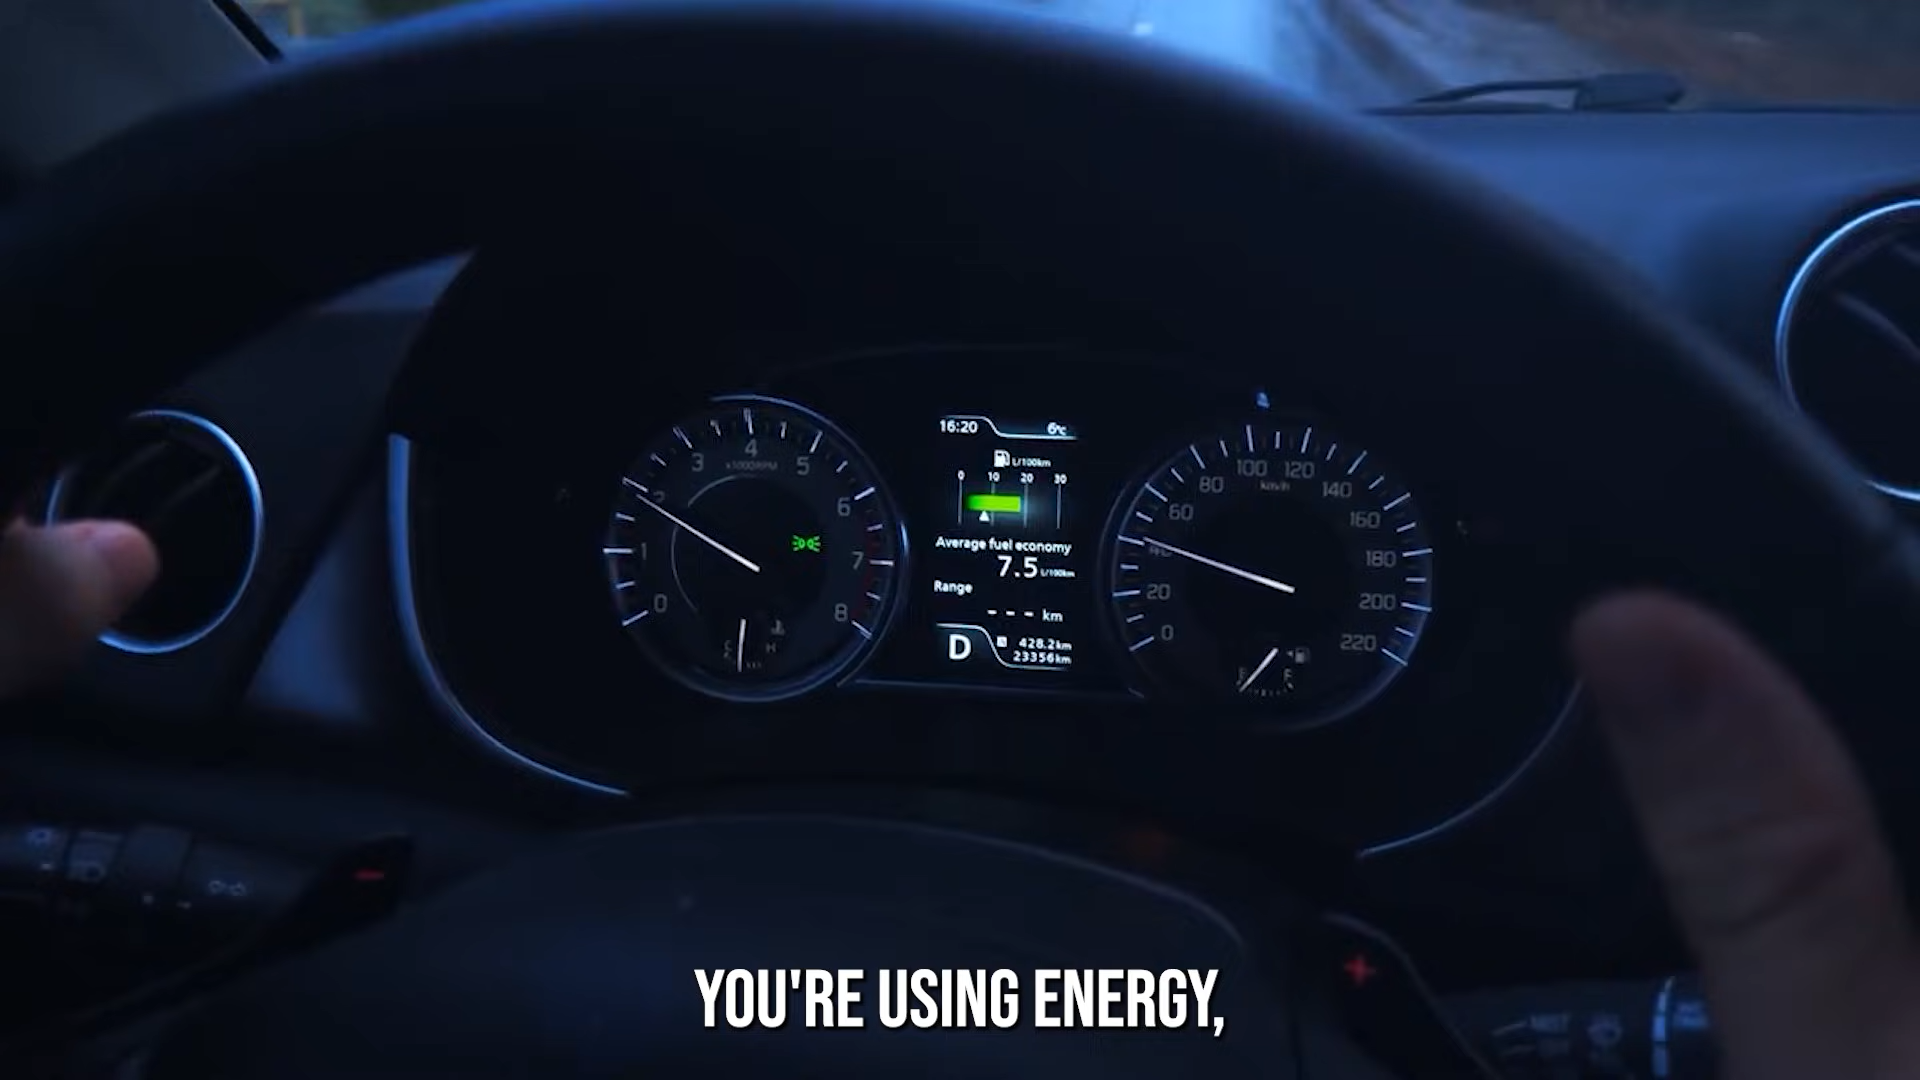 16:20
6°C
L/100km
0 10 20 30
Average fuel economy
7.5 L/100km
Range
--- km
D
A 428.2km
23356km
0 1 2 3 4 5 6 7 8
x1000RPM
C H
0 20 40 60 80 100 120 140 160 180 200 220
km/h
E F
YOU'RE USING ENERGY,